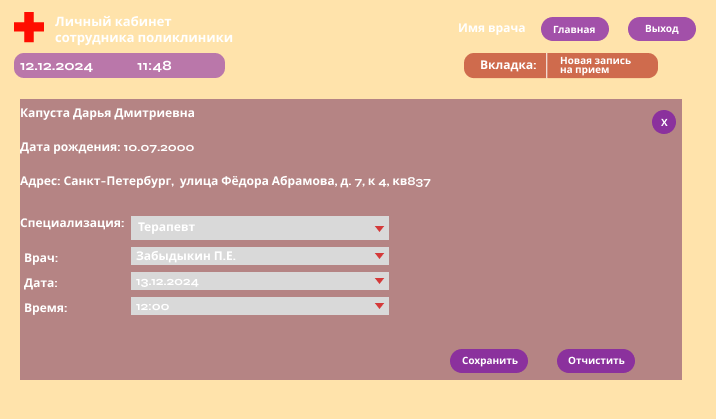 Личный кабинет
сотрудника поликлиники
Имя врача
Главная
Выход
12.12.2024 11:48
Вкладка:
Новая запись
на прием
Капуста Дарья Дмитриевна
X
Дата рождения: 10.07.2000
Адрес: Санкт-Петербург, улица Фёдора Абрамова, д. 7, к 4, кв837
Специализация: Терапевт
Врач: Забыдыкин П.Е.
Дата: 13.12.2024
Время: 12:00
Сохранить
Отчистить